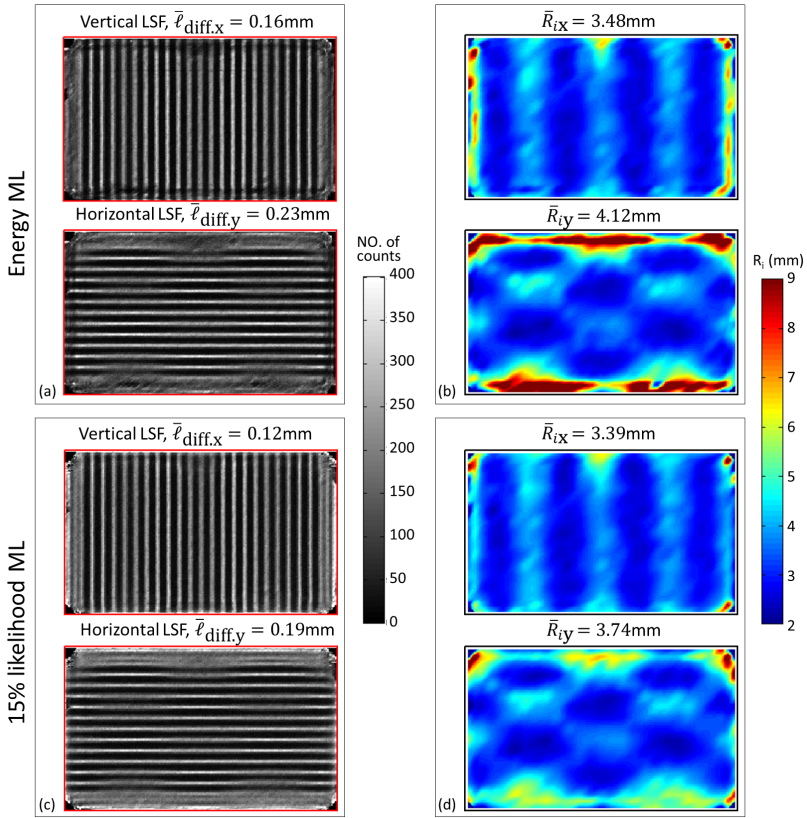 Energy ML
Vertical LSF, ℓ̅diff.x = 0.16mm
Horizontal LSF, ℓ̅diff.y = 0.23mm
(a)
R̅ix = 3.48mm
R̅iy = 4.12mm
(b)
NO. of
counts
400
350
300
250
200
150
100
50
0
Ri (mm)
9
8
7
6
5
4
3
2
15% likelihood ML
Vertical LSF, ℓ̅diff.x = 0.12mm
Horizontal LSF, ℓ̅diff.y = 0.19mm
(c)
R̅ix = 3.39mm
R̅iy = 3.74mm
(d)